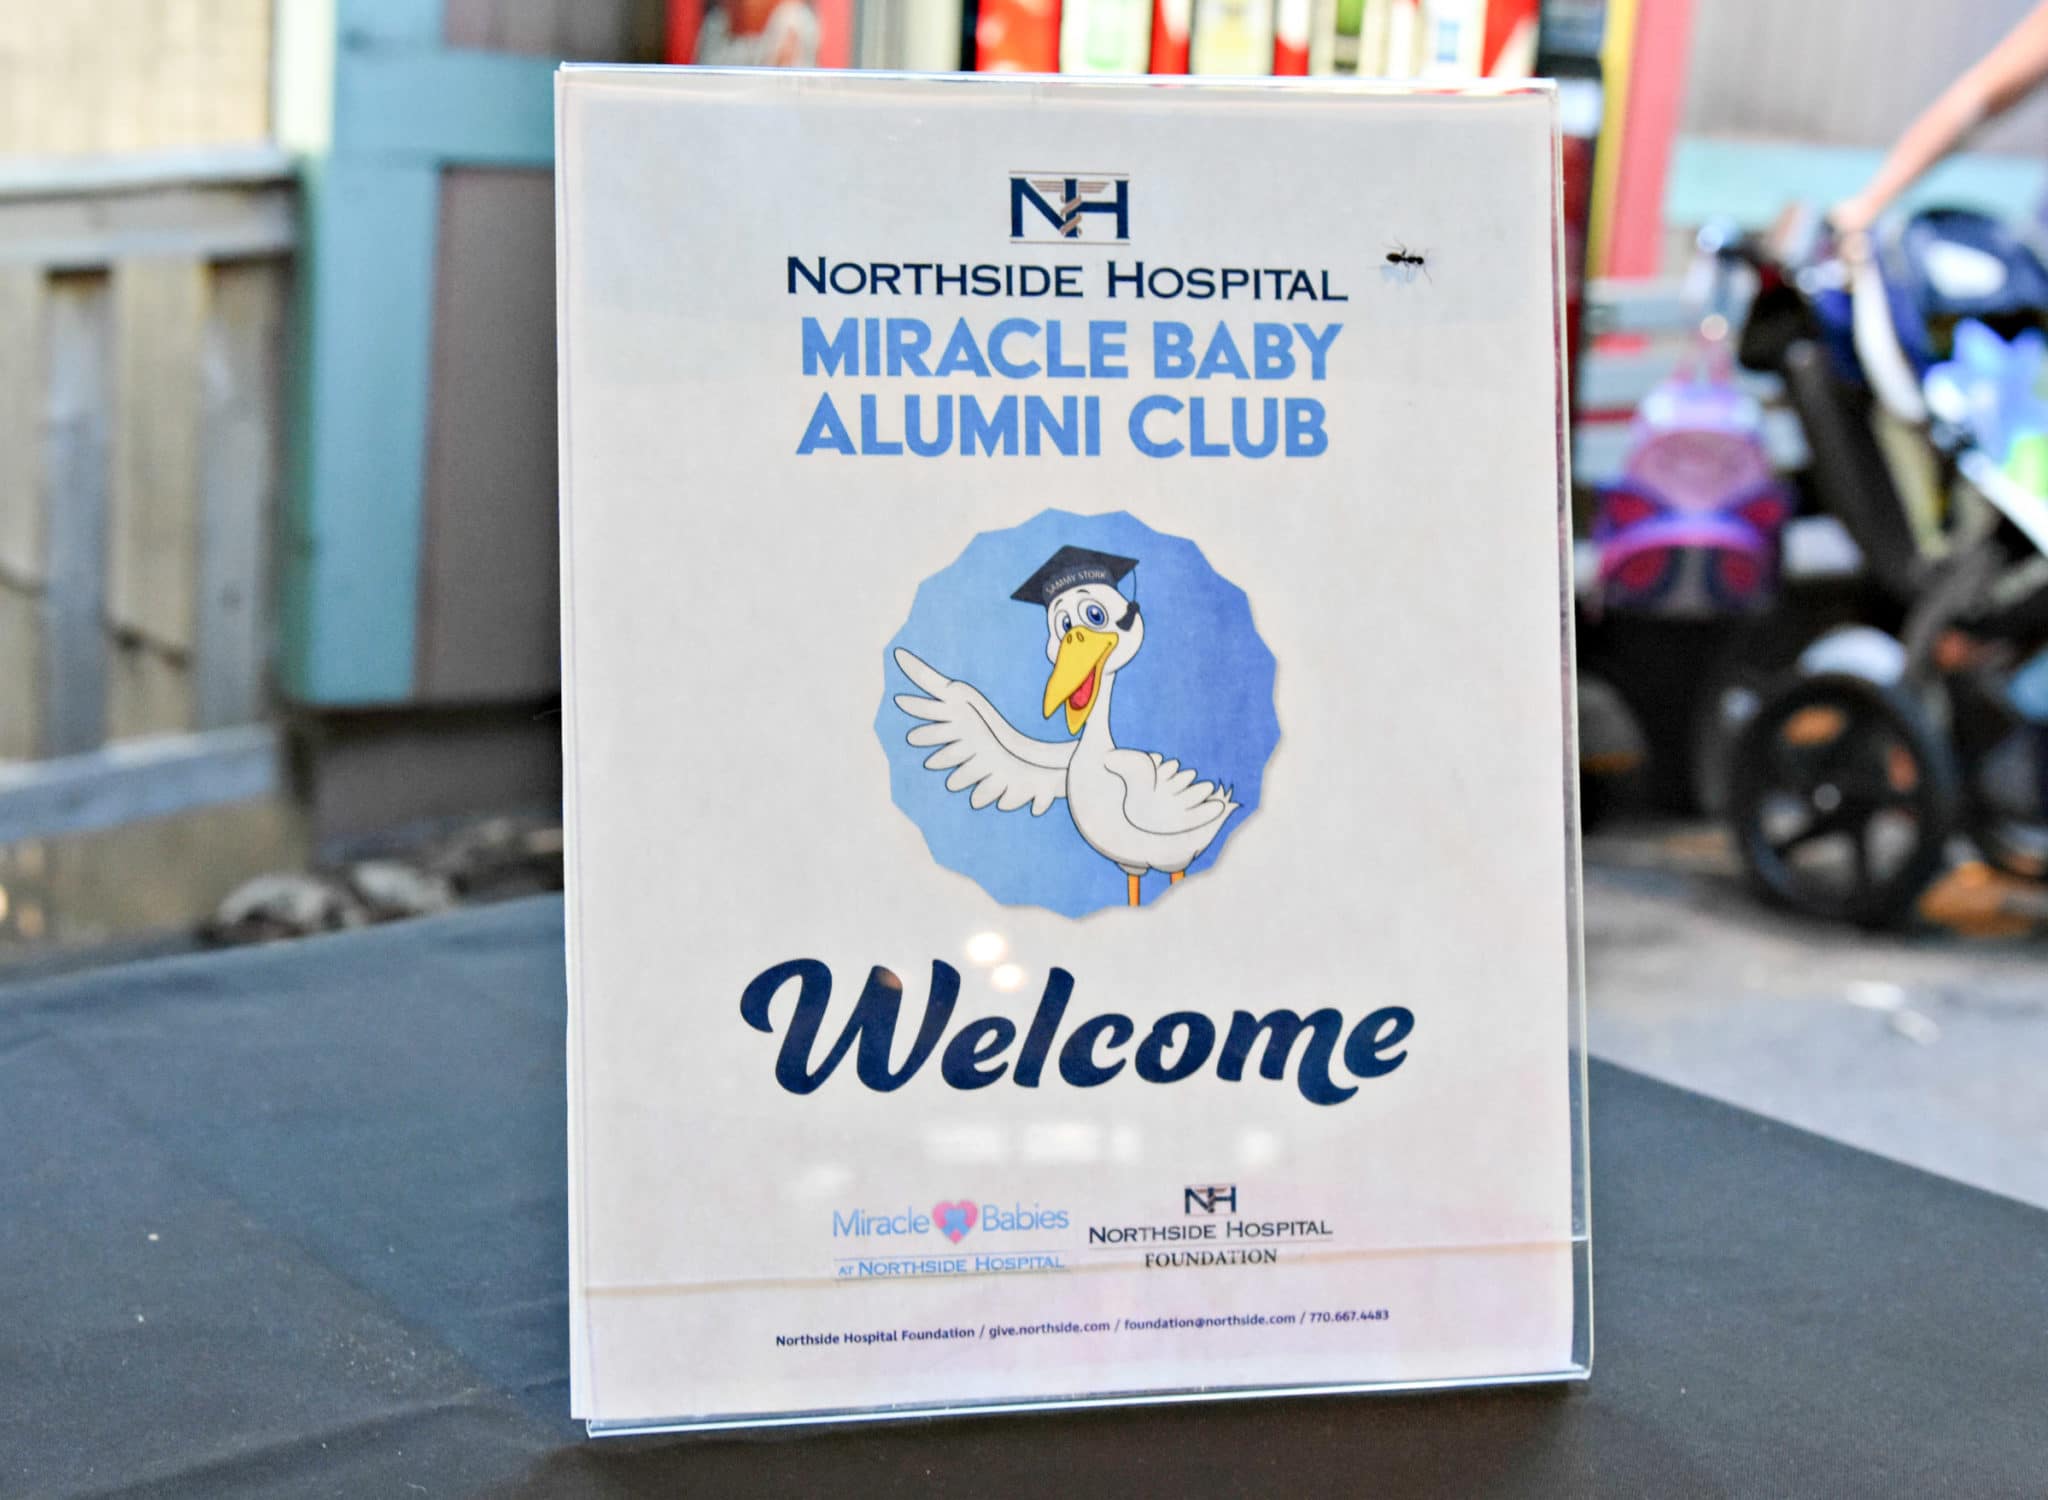 NH
NORTHSIDE HOSPITAL
MIRACLE BABY
ALUMNI CLUB
SAMMY STORK
Welcome
Miracle Babies
AT NORTHSIDE HOSPITAL
NH
NORTHSIDE HOSPITAL
FOUNDATION
Northside Hospital Foundation / give.northside.com / foundation@northside.com / 770.667.4483